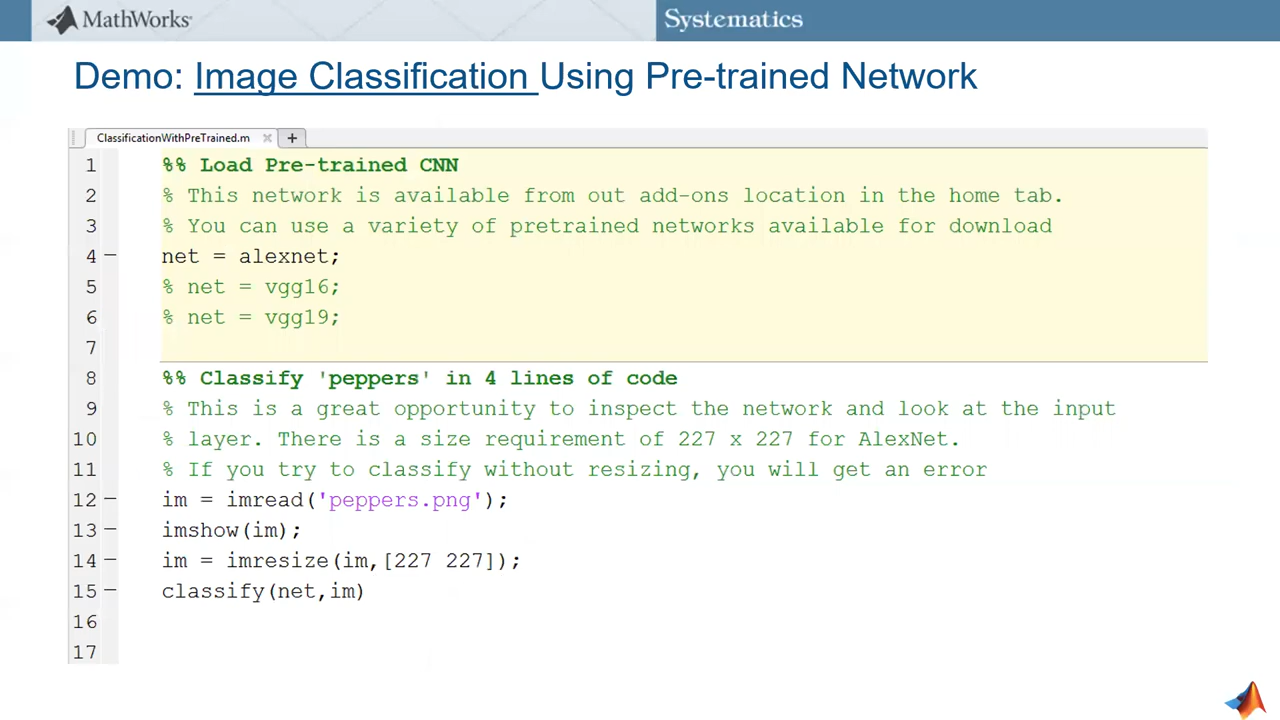 MathWorks®
Systematics
Demo: Image Classification Using Pre-trained Network
ClassificationWithPreTrained.m × +
1 %% Load Pre-trained CNN
2 % This network is available from out add-ons location in the home tab.
3 % You can use a variety of pretrained networks available for download
4 – net = alexnet;
5 % net = vgg16;
6 % net = vgg19;
7
8 %% Classify 'peppers' in 4 lines of code
9 % This is a great opportunity to inspect the network and look at the input
10 % layer. There is a size requirement of 227 x 227 for AlexNet.
11 % If you try to classify without resizing, you will get an error
12 – im = imread('peppers.png');
13 – imshow(im);
14 – im = imresize(im,[227 227]);
15 – classify(net,im)
16
17